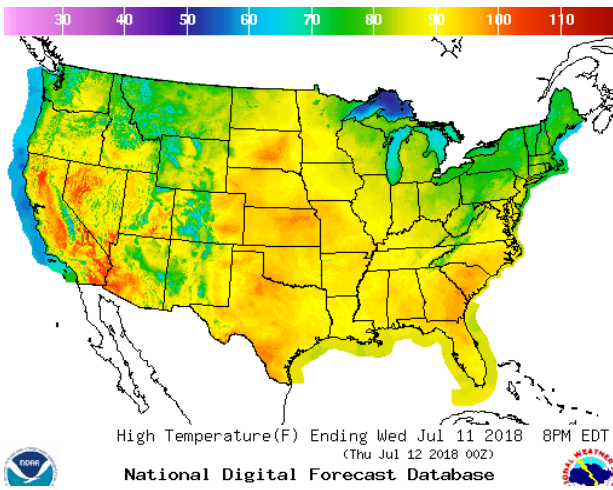 30 40 50 60 70 80 90 100 110
High Temperature(F) Ending Wed Jul 11 2018 8PM EDT
(Thu Jul 12 2018 00Z)
National Digital Forecast Database
NOAA